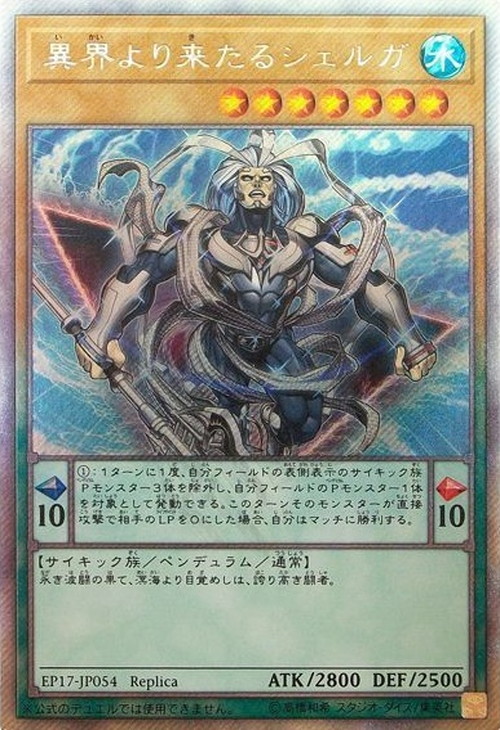 異界より来たるシェルガ
水
①：1ターンに1度、自分フィールドの表側表示のサイキック族
Pモンスター3体を除外し、自分フィールドのPモンスター1体
を対象として発動できる。このターンそのモンスターが直接
攻撃で相手のLPを0にした場合、自分はマッチに勝利する。
10
10
【サイキック族／ペンデュラム／通常】
永き波闘の果て、溟海より目覚めしは、誇り高き闘者。
EP17-JP054 Replica ATK/2800 DEF/2500
※公式のデュエルでは使用できません。 ©高橋和希 スタジオ・ダイス/集英社